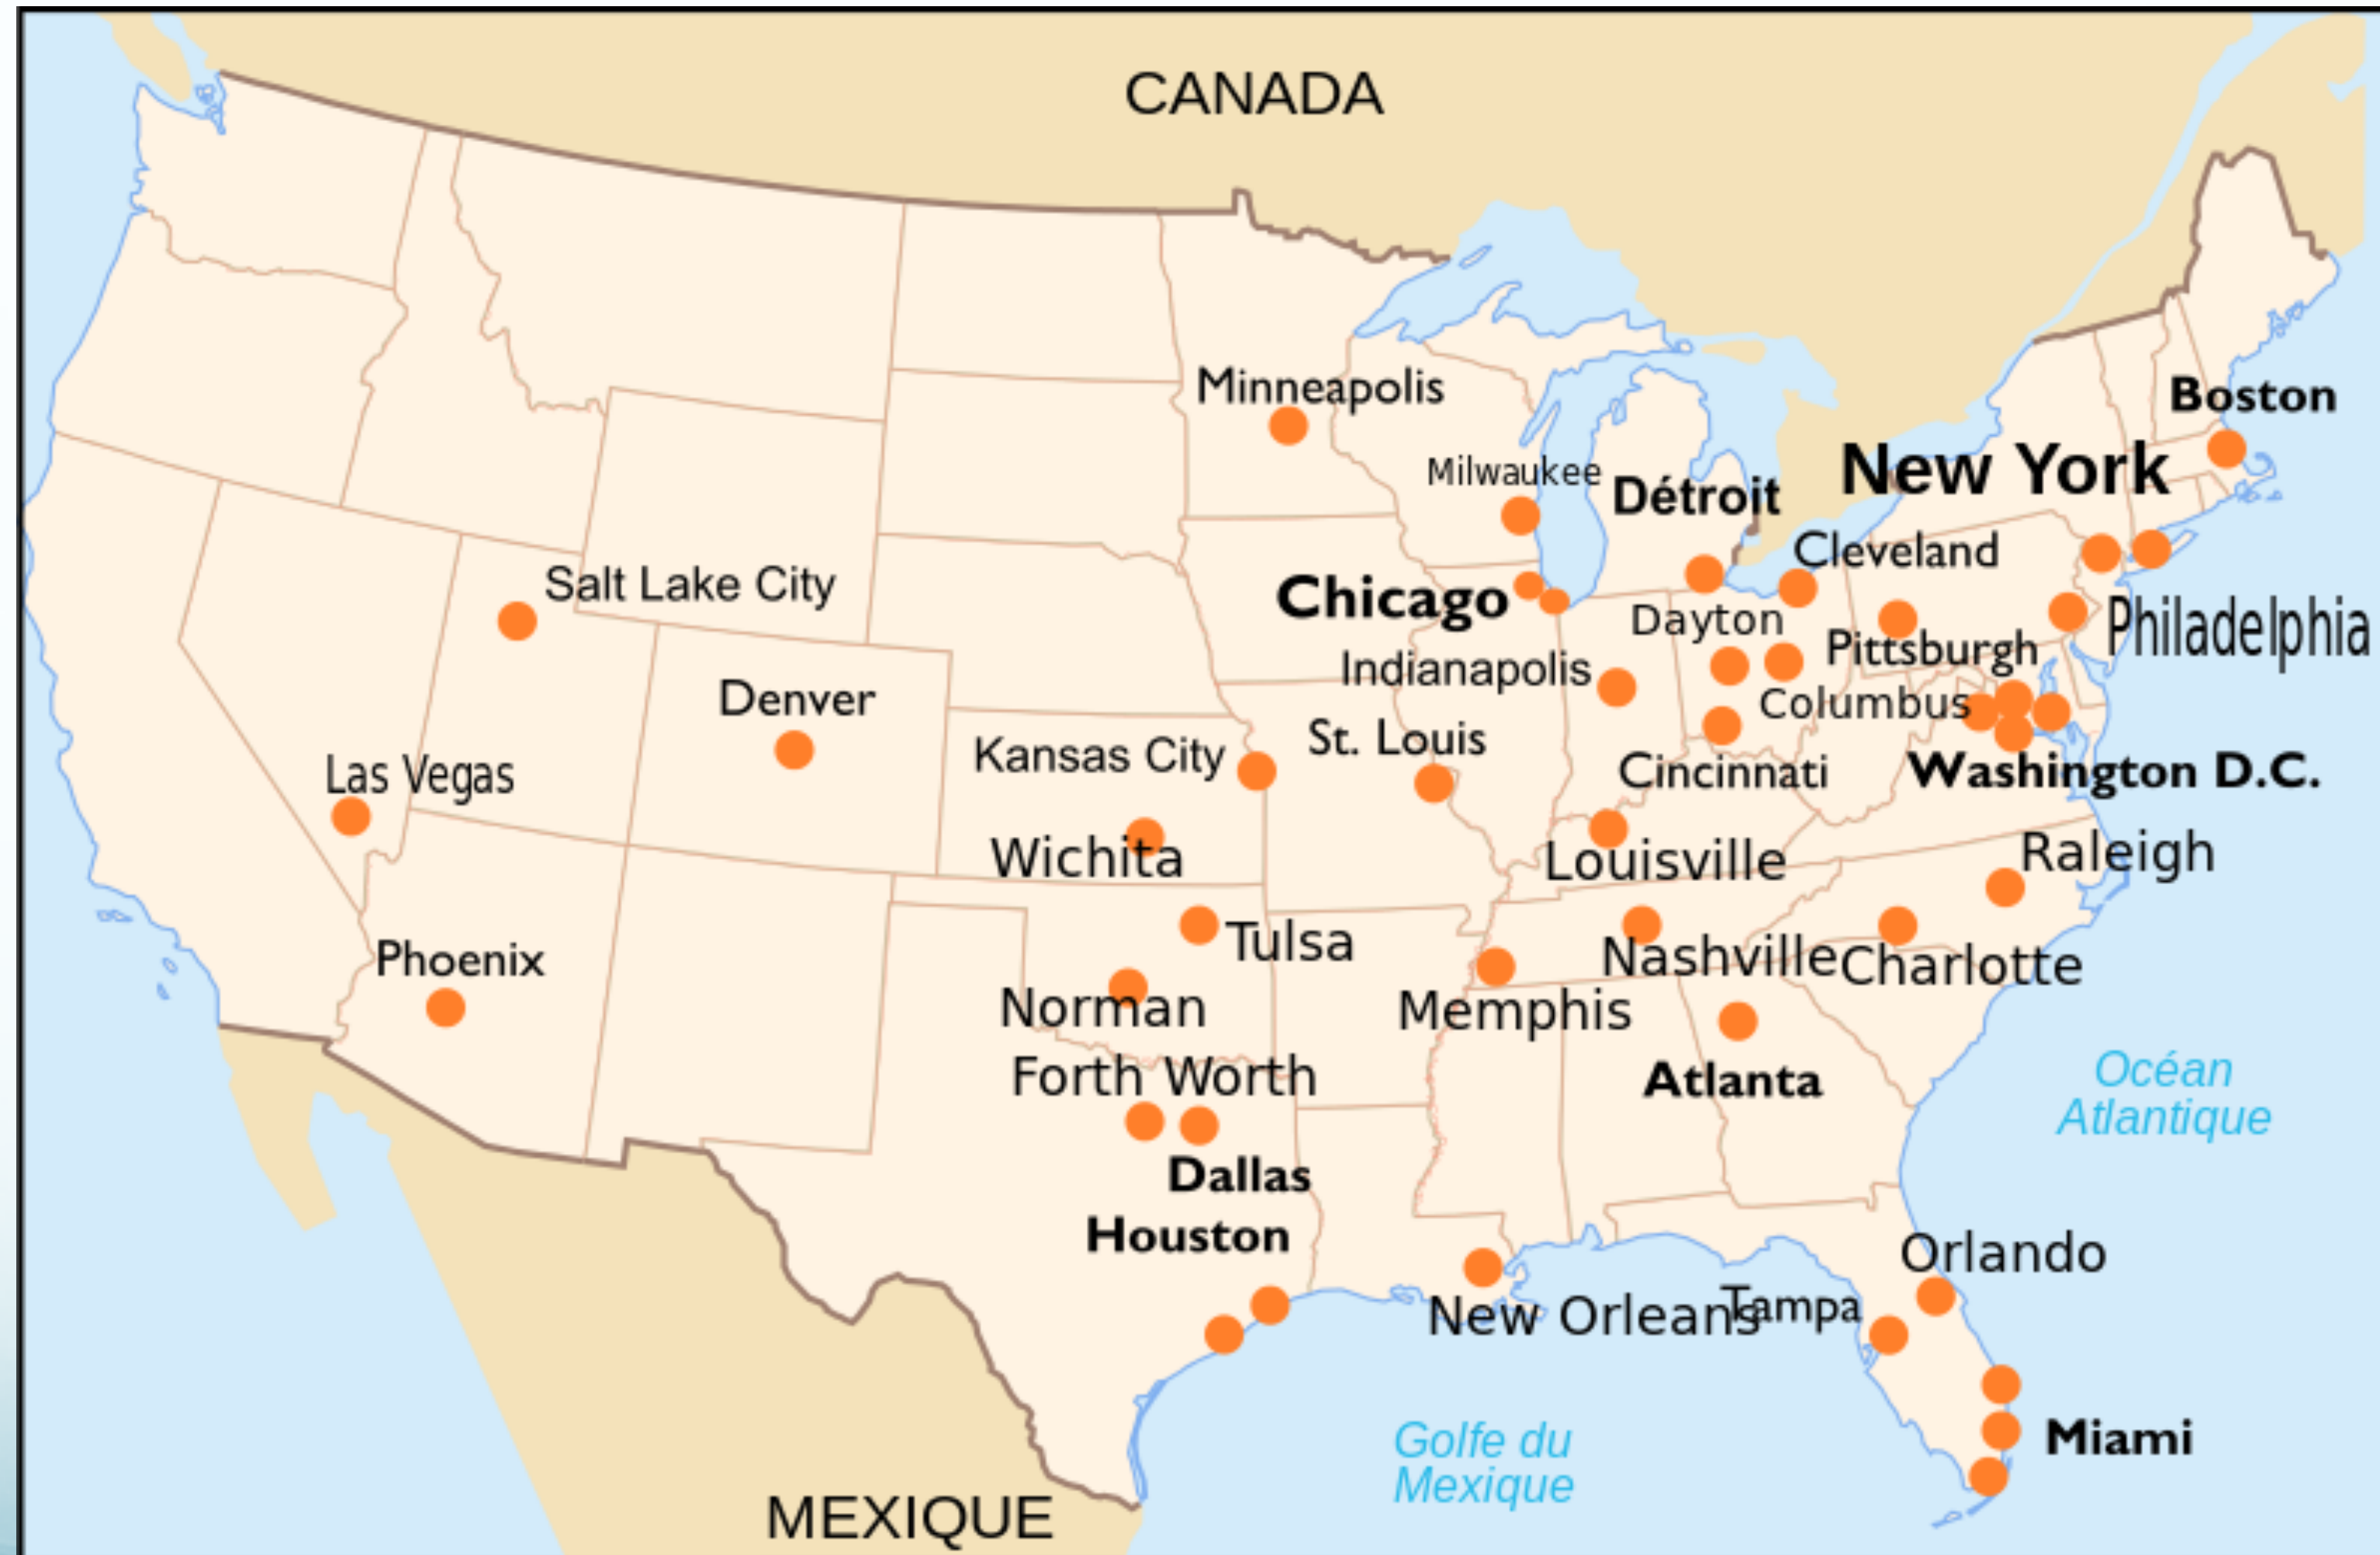 CANADA
Minneapolis
Boston
Milwaukee
Détroit
New York
Cleveland
Chicago
Salt Lake City
Dayton
Philadelphia
Pittsburgh
Indianapolis
Denver
Columbus
St. Louis
Kansas City
Las Vegas
Cincinnati
Washington D.C.
Wichita
Louisville
Raleigh
Tulsa
Phoenix
Nashville
Charlotte
Norman
Memphis
Forth Worth
Atlanta
Océan
Atlantique
Dallas
Houston
Orlando
New Orleans
Tampa
Miami
Golfe du
Mexique
MEXIQUE